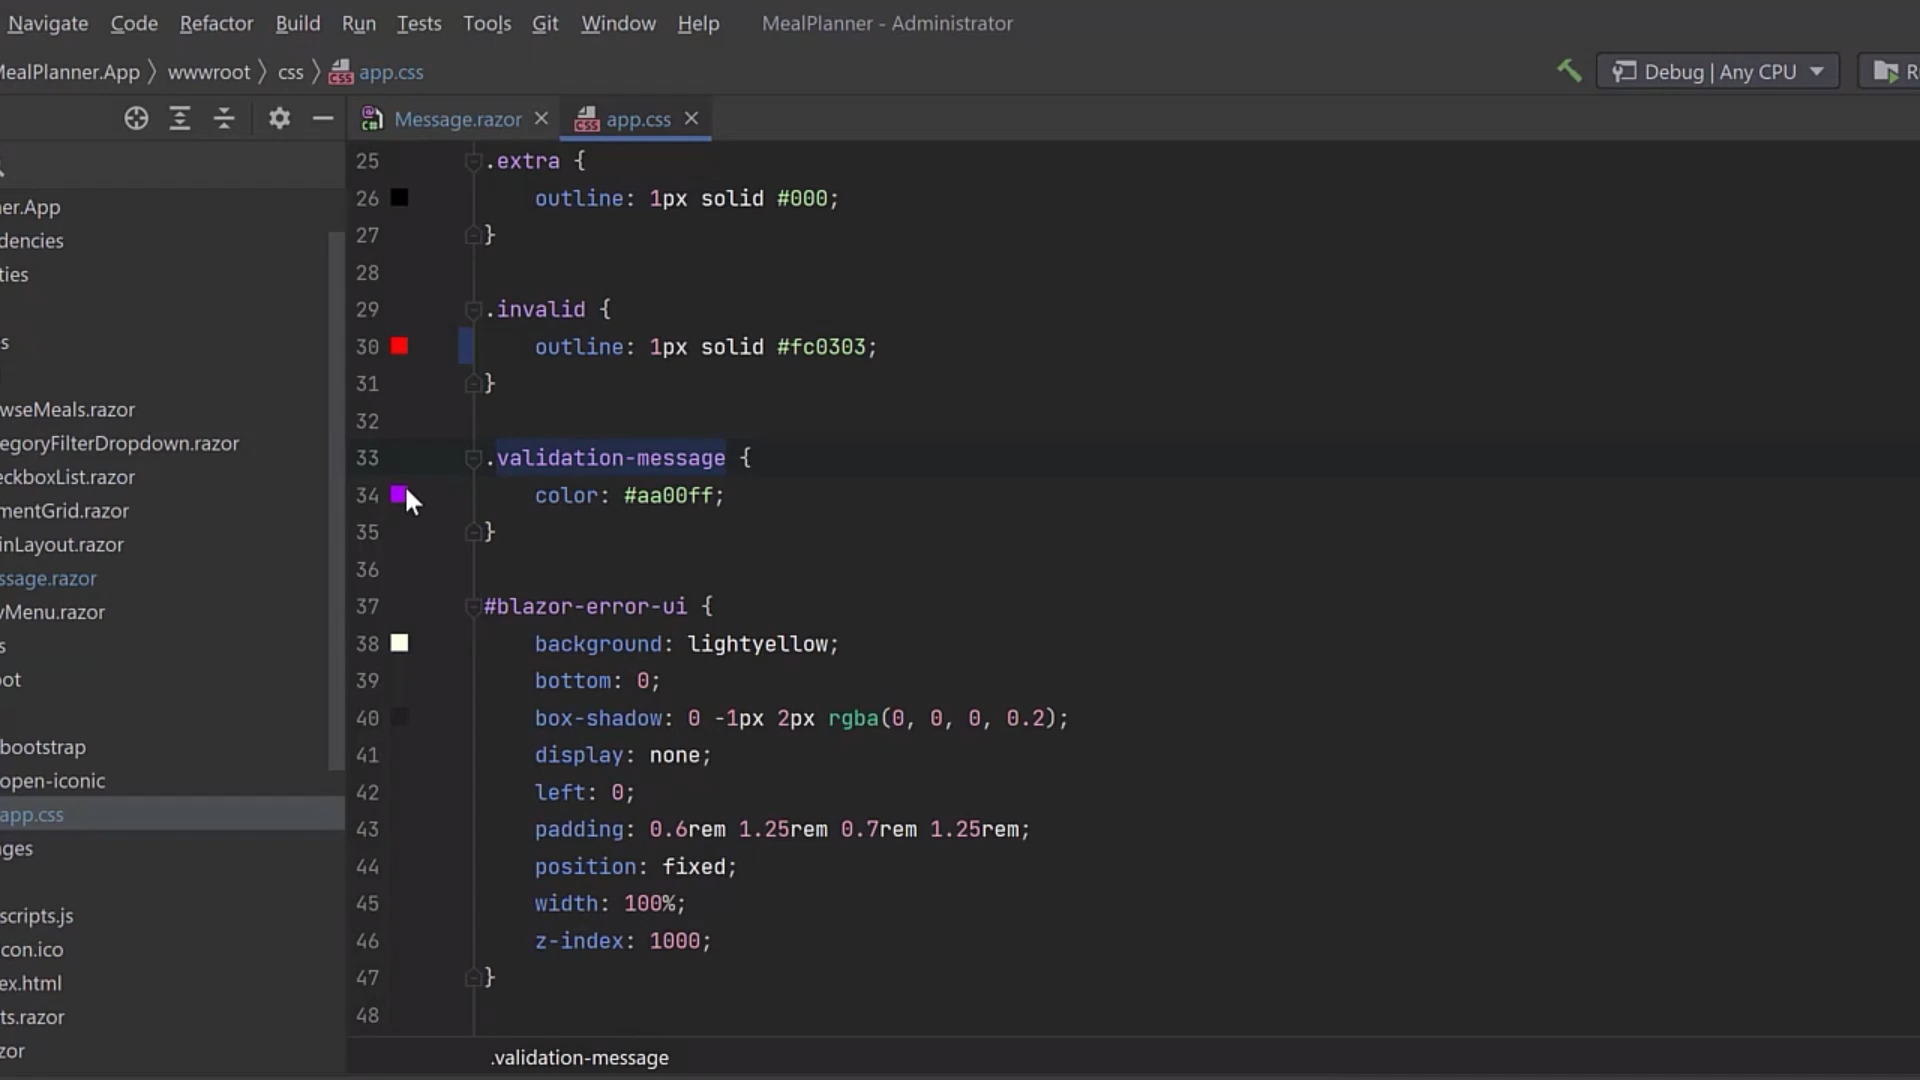 Navigate Code Refactor Build Run Tests Tools Git Window Help MealPlanner - Administrator
MealPlanner.App wwwroot css app.css
Debug | Any CPU
Message.razor app.css
er.App
dencies
ties
s
wseMeals.razor
egoryFilterDropdown.razor
eckboxList.razor
mentGrid.razor
inLayout.razor
ssage.razor
vMenu.razor
s
ot
bootstrap
open-iconic
app.css
ges
scripts.js
con.ico
ex.html
ts.razor
zor
25 .extra {
26 outline: 1px solid #000;
27 }
28
29 .invalid {
30 outline: 1px solid #fc0303;
31 }
32
33 .validation-message {
34 color: #aa00ff;
35 }
36
37 #blazor-error-ui {
38 background: lightyellow;
39 bottom: 0;
40 box-shadow: 0 -1px 2px rgba(0, 0, 0, 0.2);
41 display: none;
42 left: 0;
43 padding: 0.6rem 1.25rem 0.7rem 1.25rem;
44 position: fixed;
45 width: 100%;
46 z-index: 1000;
47 }
48
.validation-message